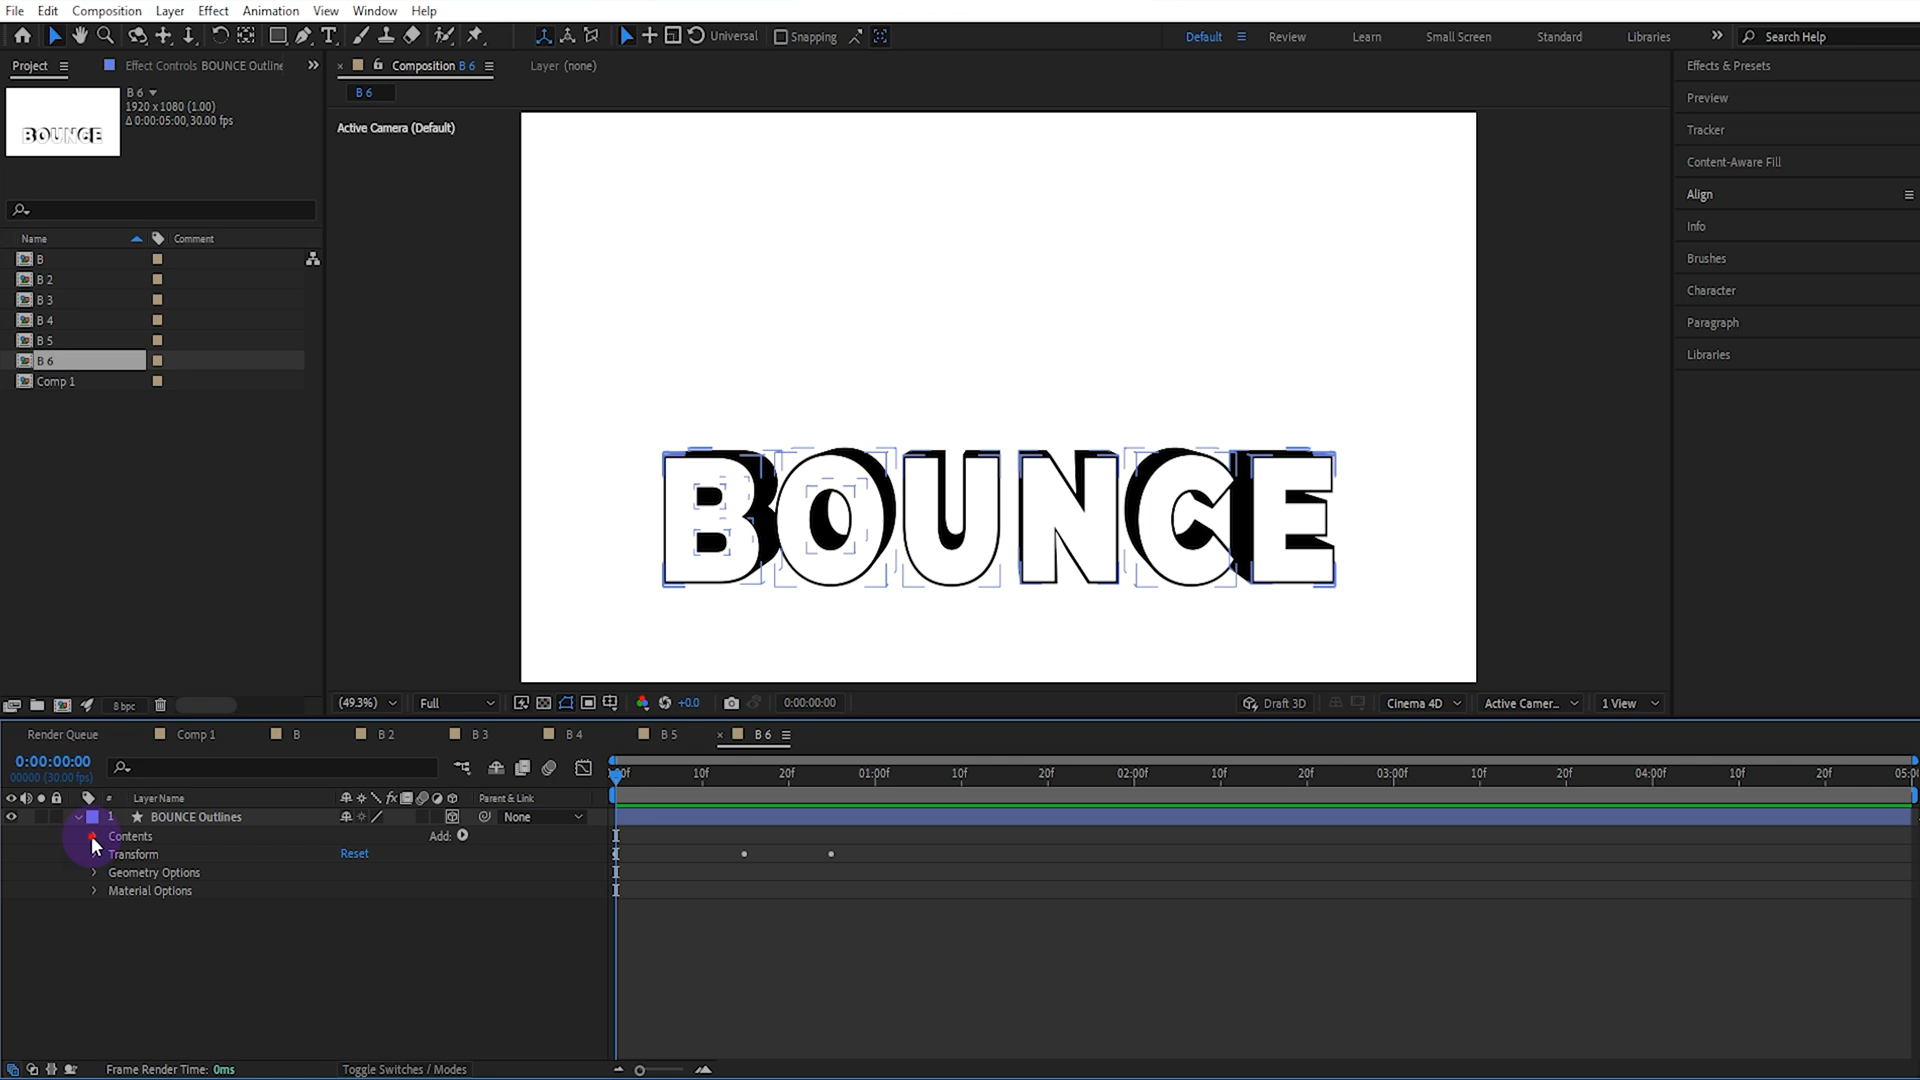 File Edit Composition Layer Effect Animation View Window Help
Universal Snapping Default Review Learn Small Screen Standard Libraries Search Help
Project Effect Controls BOUNCE Outline
Composition B 6 Layer (none)
B 6
1920 x 1080 (1.00)
Δ 0:00:05:00, 30.00 fps
BOUNCE
B 6
Active Camera (Default)
Name Comment
B
B 2
B 3
B 4
B 5
B 6
Comp 1
BOUNCE
Effects & Presets
Preview
Tracker
Content-Aware Fill
Align
Info
Brushes
Character
Paragraph
Libraries
8 bpc
(49.3%) Full +0.0 0:00:00:00 Draft 3D Cinema 4D Active Camer... 1 View
Render Queue Comp 1 B B 2 B 3 B 4 B 5 B 6
0:00:00:00
00000 (30.00 fps)
10f 20f 01:00f 10f 20f 02:00f 10f 20f 03:00f 10f 20f 04:00f 10f 20f 05:0
# Layer Name fx Parent & Link
1 BOUNCE Outlines None
Contents Add:
Transform Reset
Geometry Options
Material Options
Frame Render Time: 0ms Toggle Switches / Modes